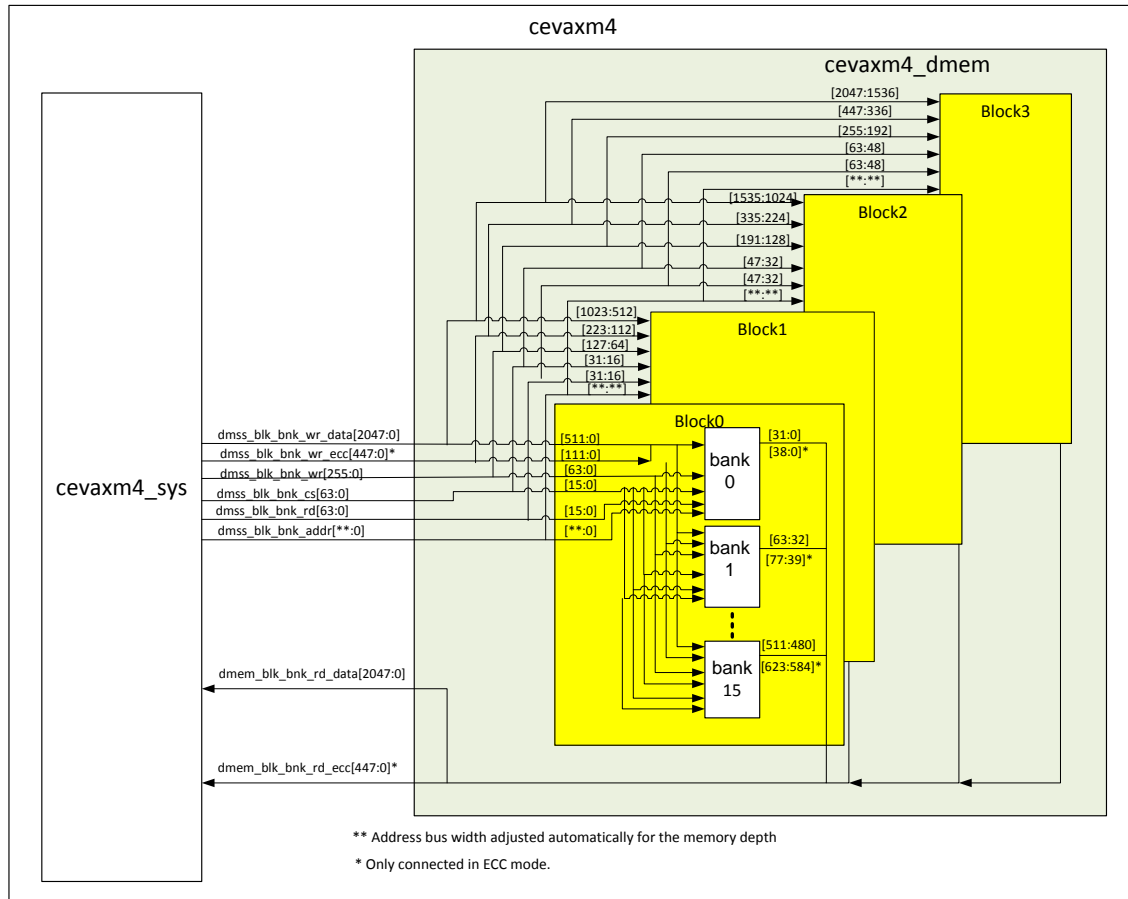 cevaxm4
cevaxm4_dmem
[2047:1536]
[447:336]
[255:192]
[63:48]
[63:48]
[**:**]
Block3
[1535:1024]
[335:224]
[191:128]
[47:32]
[47:32]
[**:**]
Block2
[1023:512]
[223:112]
[127:64]
[31:16]
[31:16]
[**:**]
Block1
Block0
cevaxm4_sys
dmss_blk_bnk_wr_data[2047:0]
dmss_blk_bnk_wr_ecc[447:0]*
dmss_blk_bnk_wr[255:0]
dmss_blk_bnk_cs[63:0]
dmss_blk_bnk_rd[63:0]
dmss_blk_bnk_addr[**:0]
[511:0]
[111:0]
[63:0]
[15:0]
[15:0]
[**:0]
bank
0
[31:0]
[38:0]*
bank
1
[63:32]
[77:39]*
bank
15
[511:480]
[623:584]*
dmem_blk_bnk_rd_data[2047:0]
dmem_blk_bnk_rd_ecc[447:0]*
** Address bus width adjusted automatically for the memory depth
* Only connected in ECC mode.